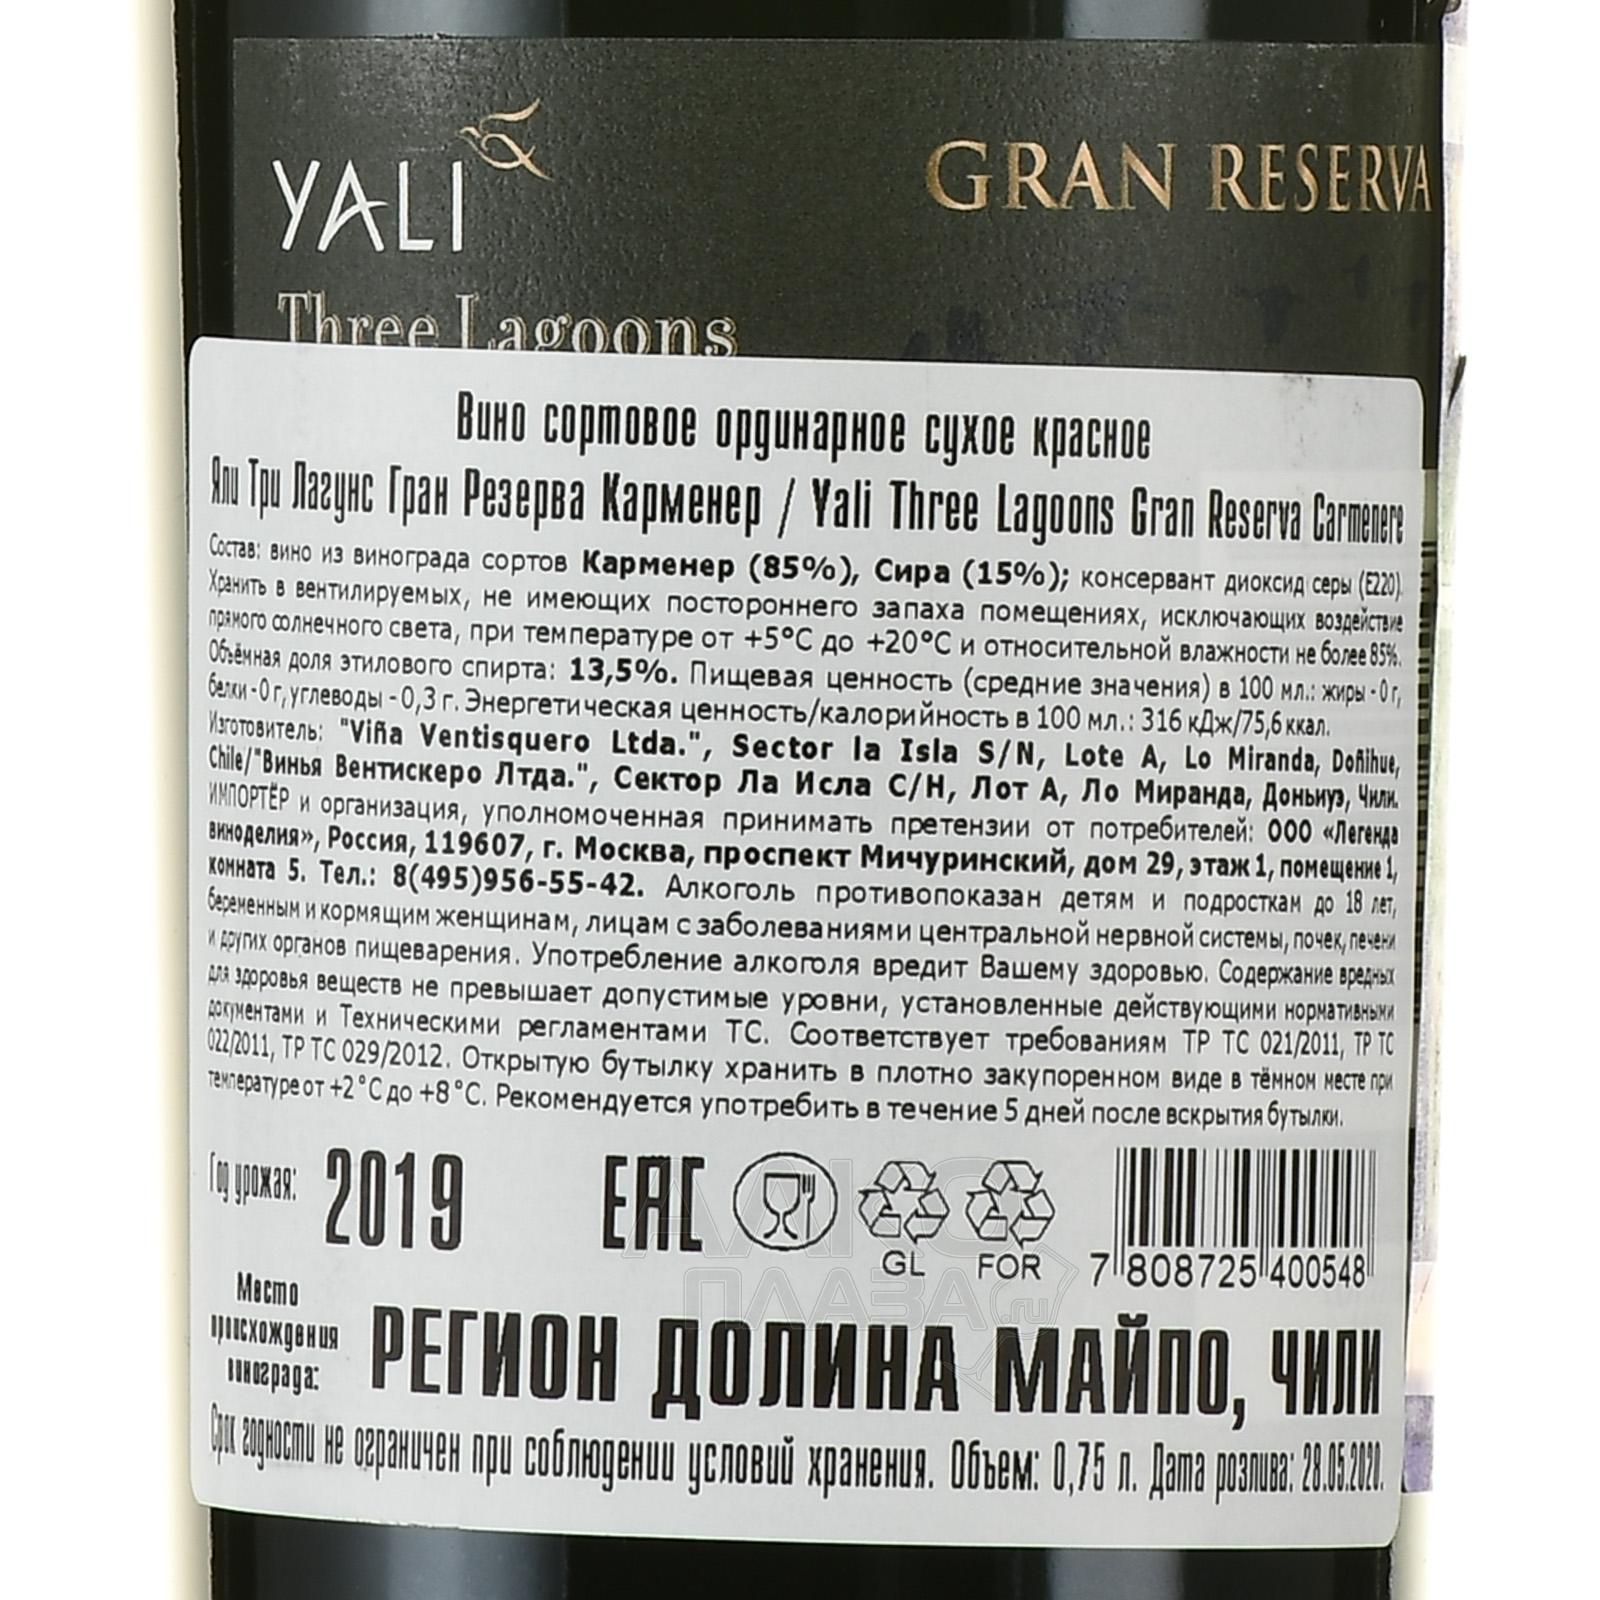 YALI
GRAN RESERVA
Three Lagoons
Вино сортовое ординарное сухое красное
Яли Три Лагунс Гран Резерва Карменер / Yali Three Lagoons Gran Reserva Carmenere
Состав: вино из винограда сортов Карменер (85%), Сира (15%); консервант диоксид серы (Е220).
Хранить в вентилируемых, не имеющих постороннего запаха помещениях, исключающих воздействие
прямого солнечного света, при температуре от +5°C до +20°C и относительной влажности не более 85%.
Объёмная доля этилового спирта: 13,5%. Пищевая ценность (средние значения) в 100 мл.: жиры - 0 г,
белки - 0 г, углеводы - 0,3 г. Энергетическая ценность/калорийность в 100 мл.: 316 кДж/75,6 ккал.
Изготовитель: "Viña Ventisquero Ltda.", Sector la Isla S/N, Lote A, Lo Miranda, Doñihue,
Chile/"Винья Вентискеро Лтда.", Сектор Ла Исла С/Н, Лот А, Ло Миранда, Доньиуэ, Чили.
ИМПОРТЁР и организация, уполномоченная принимать претензии от потребителей: ООО «Легенда
виноделия», Россия, 119607, г. Москва, проспект Мичуринский, дом 29, этаж 1, помещение 1,
комната 5. Тел.: 8(495)956-55-42. Алкоголь противопоказан детям и подросткам до 18 лет,
беременным и кормящим женщинам, лицам с заболеваниями центральной нервной системы, почек, печени
и других органов пищеварения. Употребление алкоголя вредит Вашему здоровью. Содержание вредных
для здоровья веществ не превышает допустимые уровни, установленные действующими нормативными
документами и Техническими регламентами ТС. Соответствует требованиям ТР ТС 021/2011, ТР ТС
022/2011, ТР ТС 029/2012. Открытую бутылку хранить в плотно закупоренном виде в тёмном месте при
температуре от +2°C до +8°C. Рекомендуется употребить в течение 5 дней после вскрытия бутылки.
Год урожая: 2019 EAC
GL FOR 7 808725 400548
АЛКО
ПЛАЗА.ru
Место
происхождения
винограда: РЕГИОН ДОЛИНА МАЙПО, ЧИЛИ
Срок годности не ограничен при соблюдении условий хранения. Объем: 0,75 л. Дата розлива: 28.05.2020.